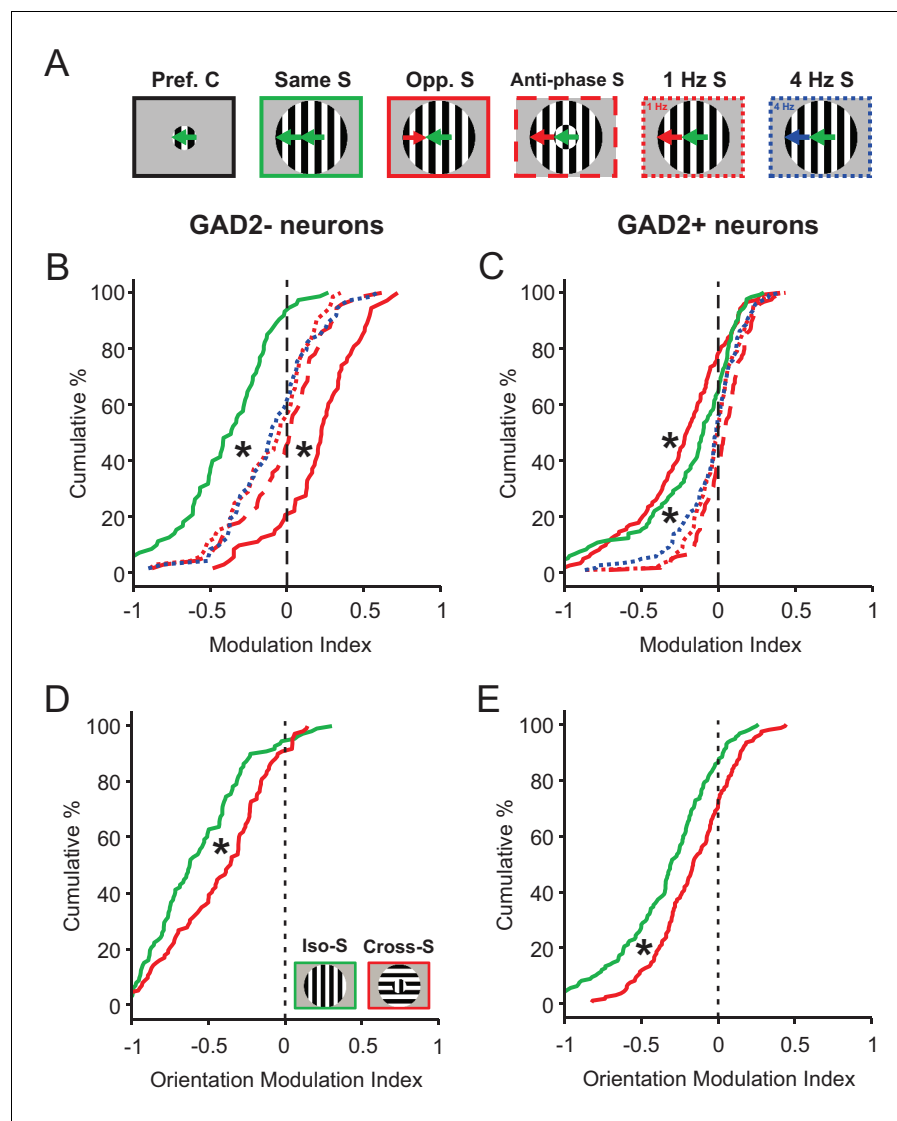 A
Pref. C Same S Opp. S Anti-phase S 1 Hz S 4 Hz S
1 Hz 4 Hz
GAD2- neurons GAD2+ neurons
B C
100 100
80 80
60 60
40 40
20 20
0 0
* * * *
-1 -0.5 0 0.5 1 -1 -0.5 0 0.5 1
Cumulative % Cumulative %
Modulation Index Modulation Index
D E
100 100
80 80
60 60
40 40
20 20
0 0
* *
Iso-S Cross-S
-1 -0.5 0 0.5 1 -1 -0.5 0 0.5 1
Cumulative % Cumulative %
Orientation Modulation Index Orientation Modulation Index